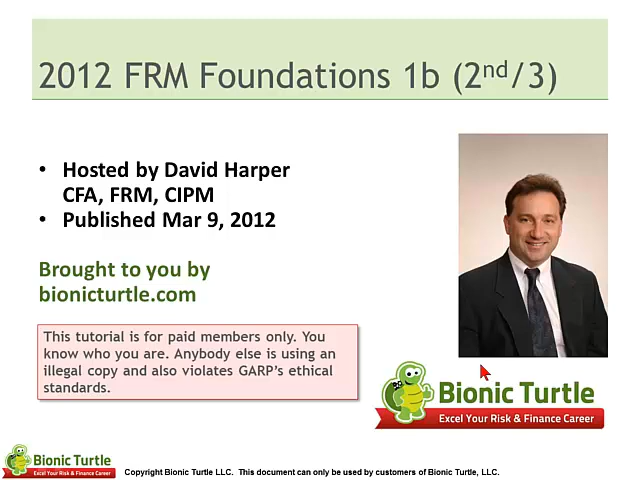 2012 FRM Foundations 1b (2nd/3)
• Hosted by David Harper
CFA, FRM, CIPM
• Published Mar 9, 2012
Brought to you by
bionicturtle.com
This tutorial is for paid members only. You
know who you are. Anybody else is using an
illegal copy and also violates GARP's ethical
standards.
Bionic Turtle
Excel Your Risk & Finance Career
Bionic Turtle
Excel Your Risk & Finance Career
Copyright Bionic Turtle LLC. This document can only be used by customers of Bionic Turtle, LLC.